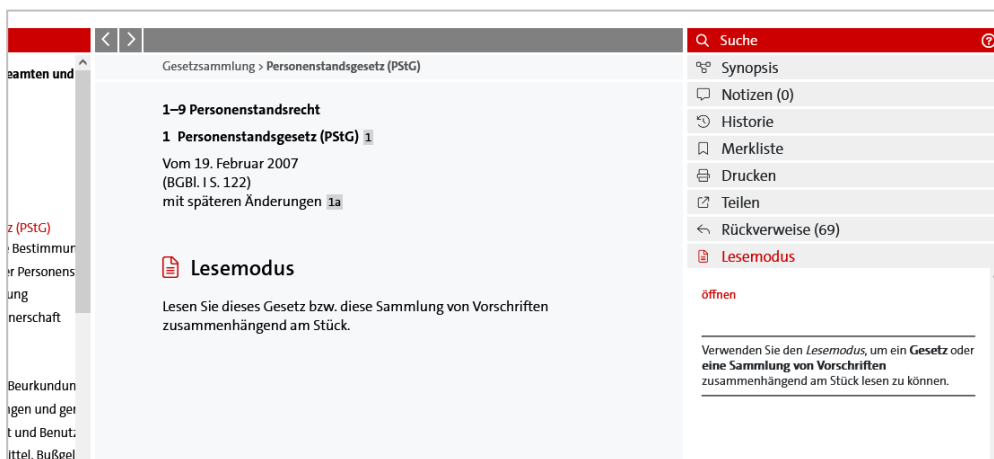 eamten und
z (PStG)
Bestimmun
er Personens
ung
nerschaft
Beurkundun
ngen und ger
t und Benutz
ittel, Bußgel
Gesetzsammlung > Personenstandsgesetz (PStG)
1–9 Personenstandsrecht
1 Personenstandsgesetz (PStG) 1
Vom 19. Februar 2007
(BGBl. I S. 122)
mit späteren Änderungen 1a
Lesemodus
Lesen Sie dieses Gesetz bzw. diese Sammlung von Vorschriften
zusammenhängend am Stück.
Suche
Synopsis
Notizen (0)
Historie
Merkliste
Drucken
Teilen
Rückverweise (69)
Lesemodus
öffnen
Verwenden Sie den Lesemodus, um ein Gesetz oder
eine Sammlung von Vorschriften
zusammenhängend am Stück lesen zu können.